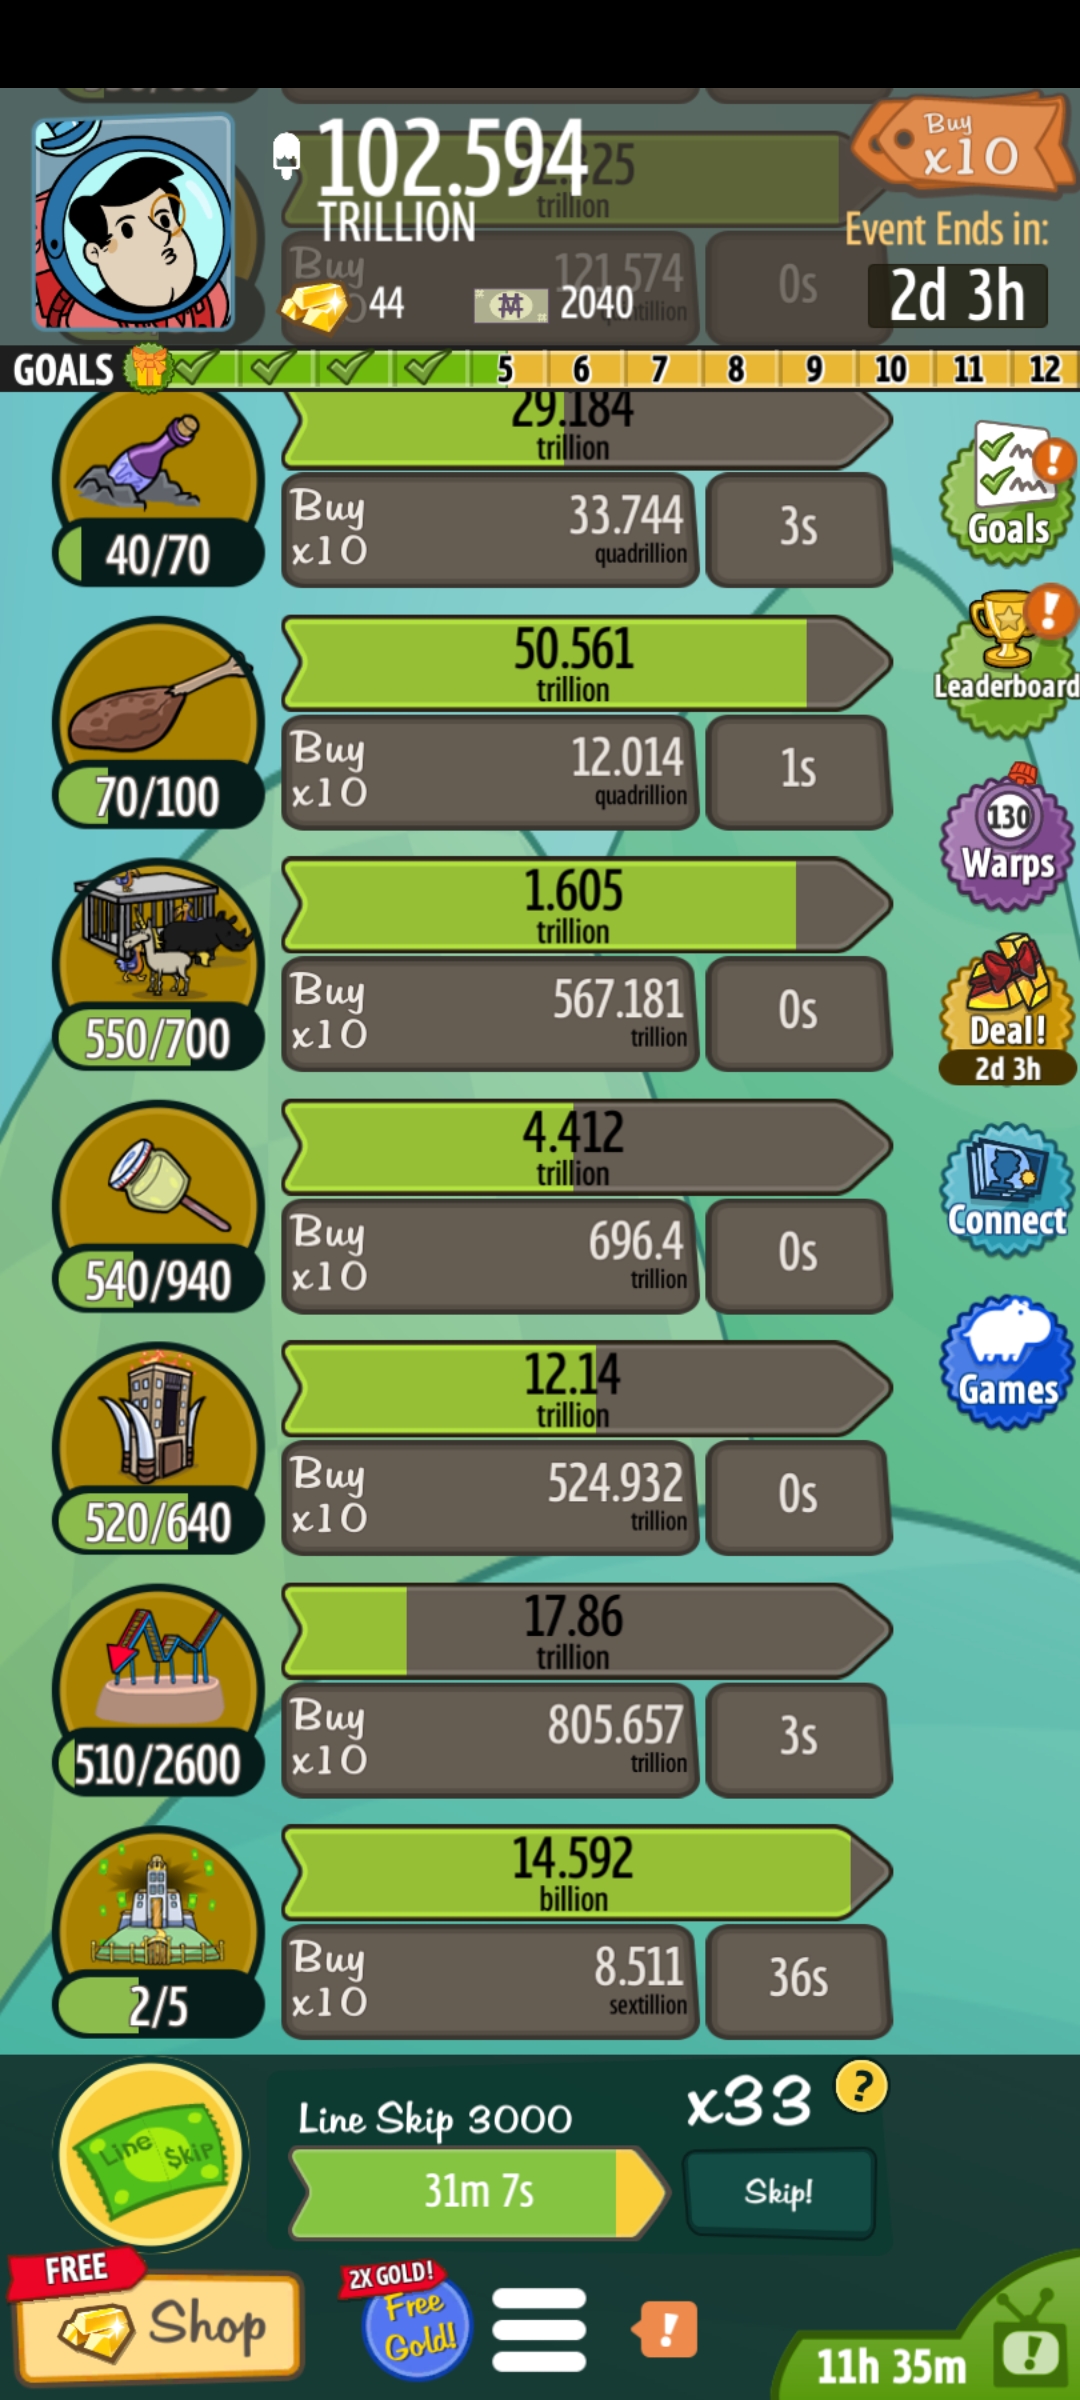 102.594
TRILLION
44
2040
Buy
x10
Event Ends in:
2d 3h
trillion
Buy
121.574
0s
GOALS
5
6
7
8
9
10
11
12
29.184
trillion
Buy
x10
33.744
quadrillion
3s
40/70
Goals
50.561
trillion
Buy
x10
12.014
quadrillion
1s
70/100
Leaderboard
130
Warps
1.605
trillion
Buy
x10
567.181
trillion
0s
550/700
Deal!
2d 3h
4.412
trillion
Buy
x10
696.4
trillion
0s
540/940
Connect
12.14
trillion
Buy
x10
524.932
trillion
0s
520/640
Games
17.86
trillion
Buy
x10
805.657
trillion
3s
510/2600
14.592
billion
Buy
x10
8.511
sextillion
36s
2/5
Line Skip
Line Skip 3000
31m 7s
x33
?
Skip!
FREE
Shop
2X GOLD!
Free
Gold!
!
11h 35m